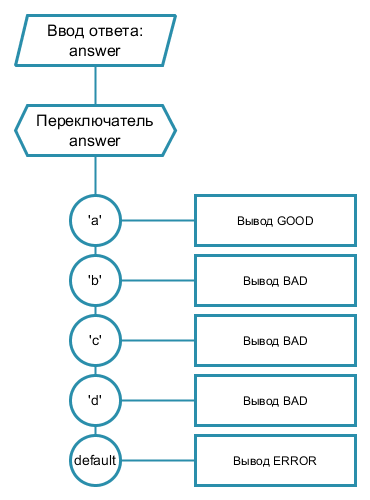 Ввод ответа:
answer
Переключатель
answer
'a'
Вывод GOOD
'b'
Вывод BAD
'c'
Вывод BAD
'd'
Вывод BAD
default
Вывод ERROR